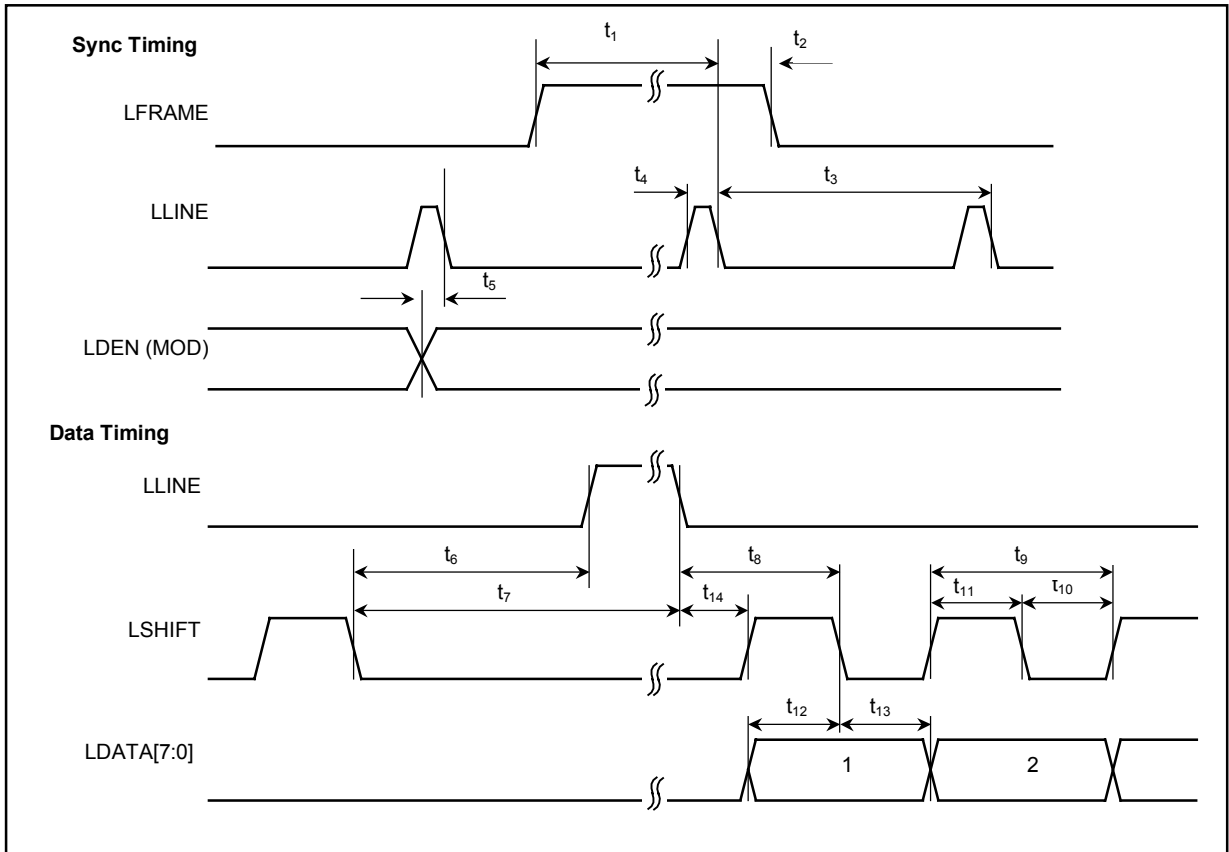 Sync Timing
t1
t2
LFRAME
t4
t3
LLINE
t5
LDEN (MOD)
Data Timing
LLINE
t6
t8
t9
t7
t14
t11
t10
LSHIFT
t12
t13
LDATA[7:0]
1
2